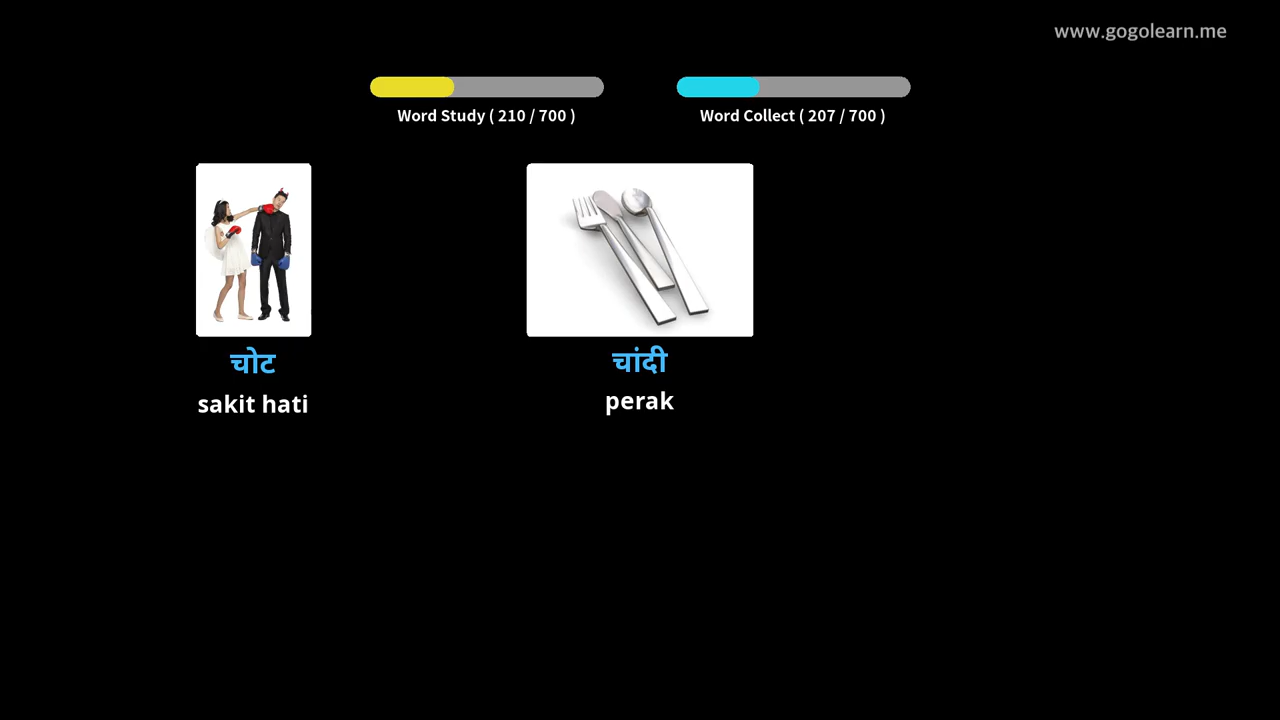 www.gogolearn.me
Word Study ( 210 / 700 )
Word Collect ( 207 / 700 )
चोट
sakit hati
चांदी
perak